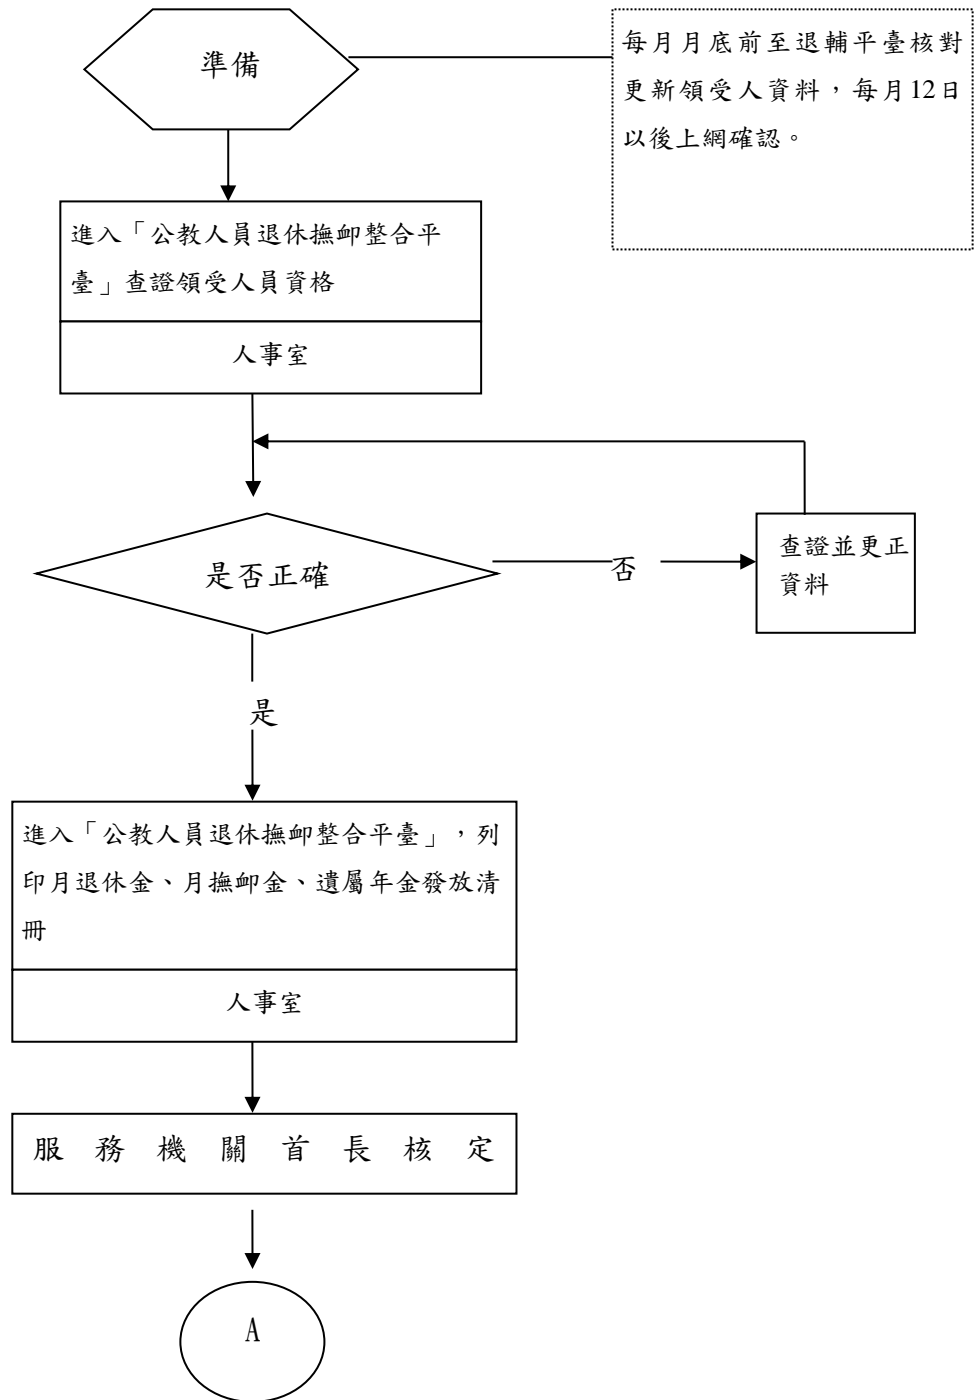 準備
每月月底前至退輔平臺核對
更新領受人資料，每月12日
以後上網確認。
進入「公教人員退休撫卹整合平
臺」查證領受人員資格
人事室
是否正確
否
查證並更正
資料
是
進入「公教人員退休撫卹整合平臺」，列
印月退休金、月撫卹金、遺屬年金發放清
冊
人事室
服務機關首長核定
A